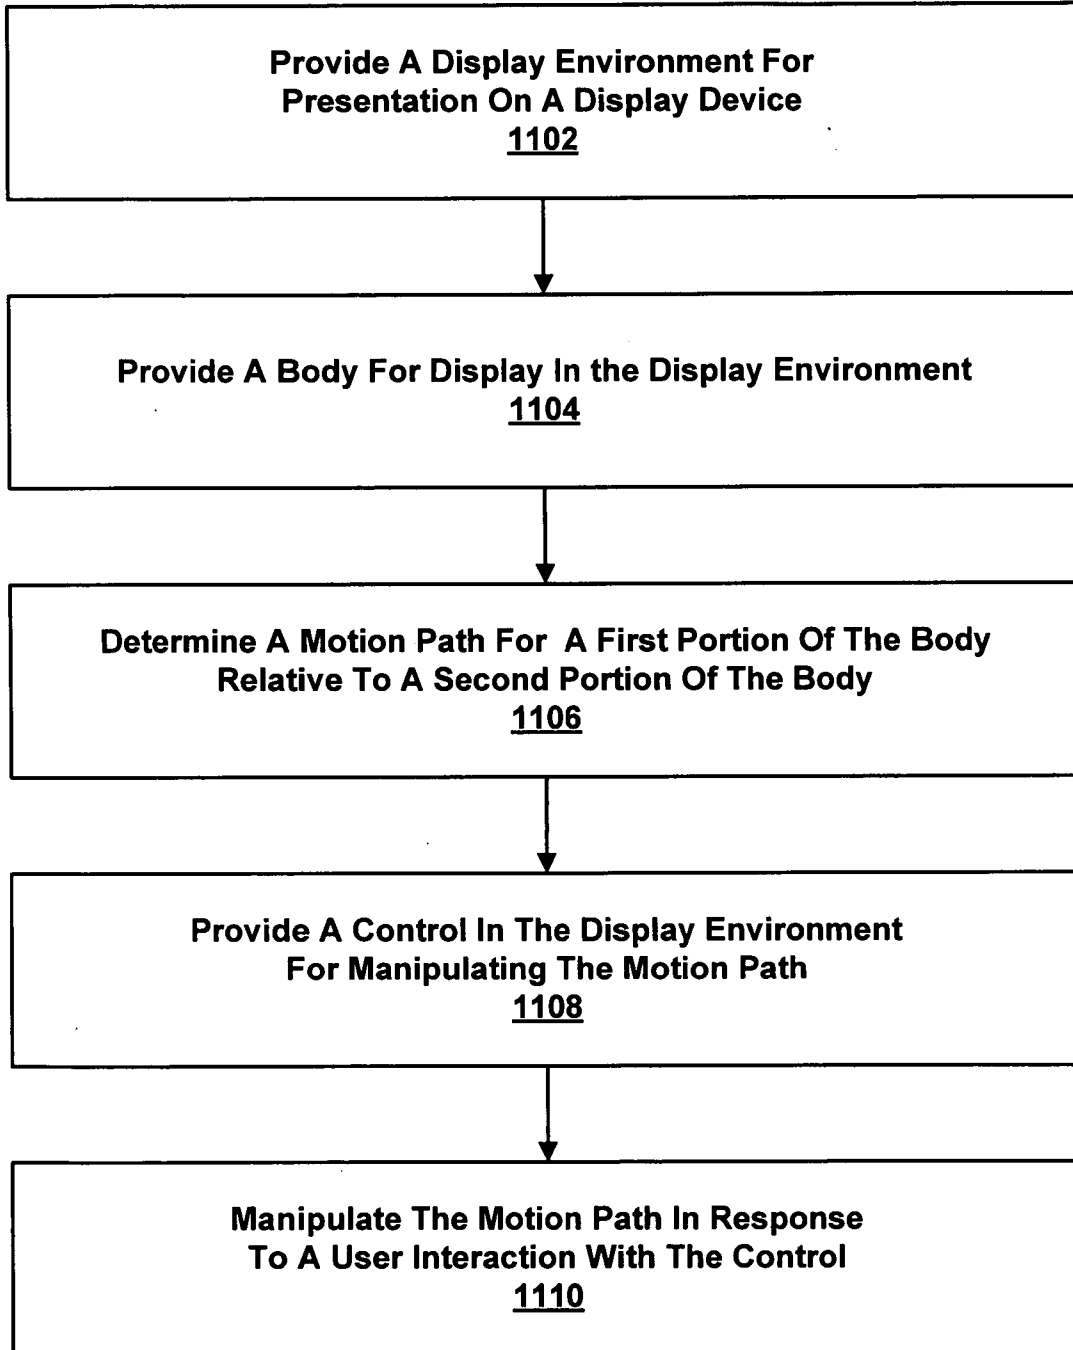 Provide A Display Environment For
Presentation On A Display Device
1102
Provide A Body For Display In the Display Environment
1104
Determine A Motion Path For A First Portion Of The Body
Relative To A Second Portion Of The Body
1106
Provide A Control In The Display Environment
For Manipulating The Motion Path
1108
Manipulate The Motion Path In Response
To A User Interaction With The Control
1110